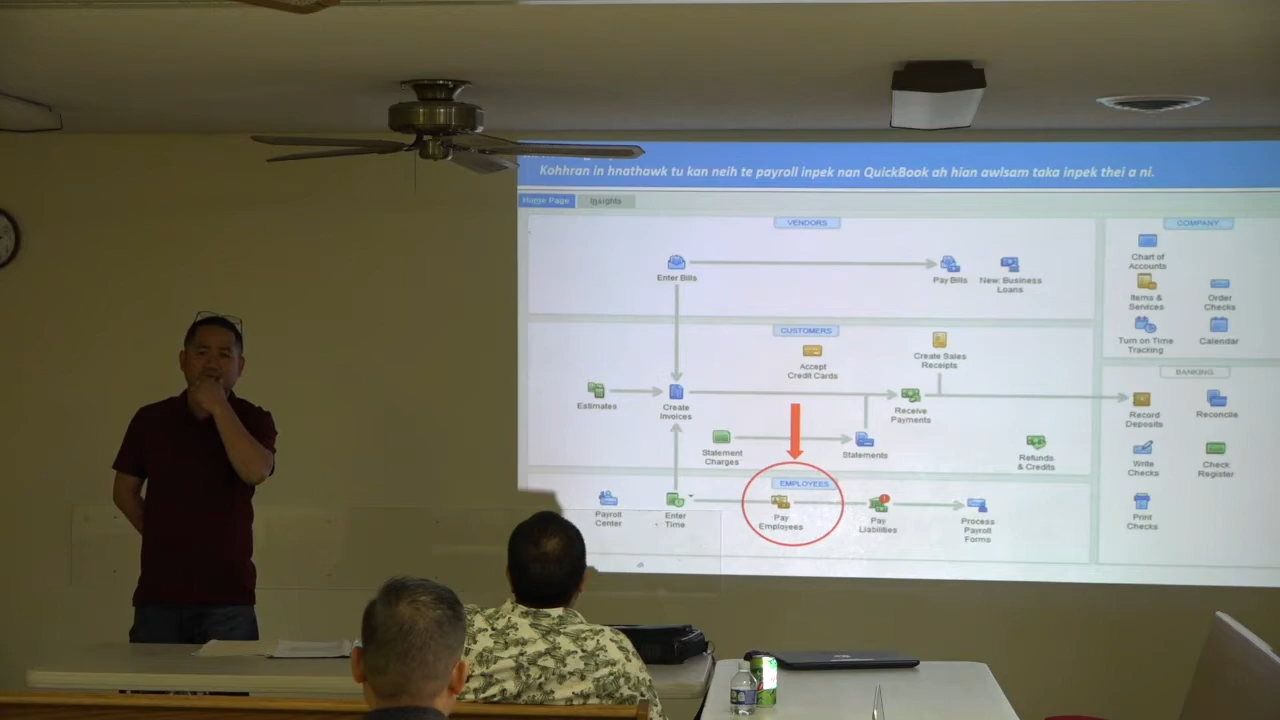 Kohhran in hnathawk tu kan neih te payroll inpek nan QuickBook ah hian awlsam taka inpek thei a ni.
Home Page
Insights
VENDORS
COMPANY
Enter Bills
Pay Bills
New: Business
Loans
Chart of
Accounts
Items &
Services
Order
Checks
Turn on Time
Tracking
Calendar
CUSTOMERS
Accept
Credit Cards
Create Sales
Receipts
Estimates
Create
Invoices
Receive
Payments
Statement
Charges
Statements
Refunds
& Credits
BANKING
Record
Deposits
Reconcile
Write
Checks
Check
Register
Print
Checks
EMPLOYEES
Payroll
Center
Enter
Time
Pay
Employees
Pay
Liabilities
Process
Payroll
Forms